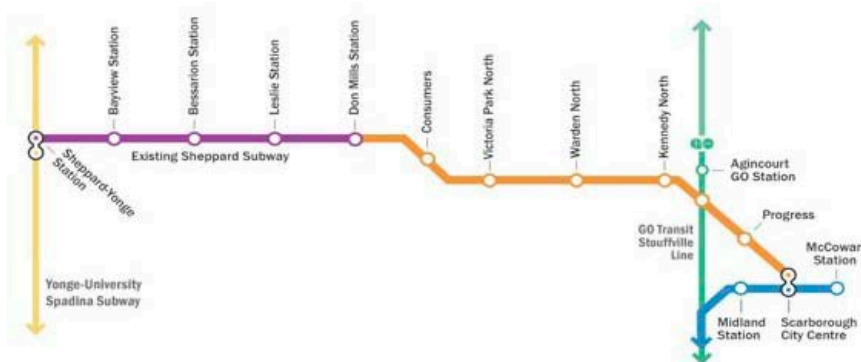 Bayview Station
Bessarion Station
Leslie Station
Don Mills Station
Consumers
Victoria Park North
Warden North
Kennedy North
Sheppard-Yonge
Station
Existing Sheppard Subway
Agincourt
GO Station
GO Transit
Stouffville
Line
Progress
McCowan
Station
Yonge-University
Spadina Subway
Midland
Station
Scarborough
City Centre